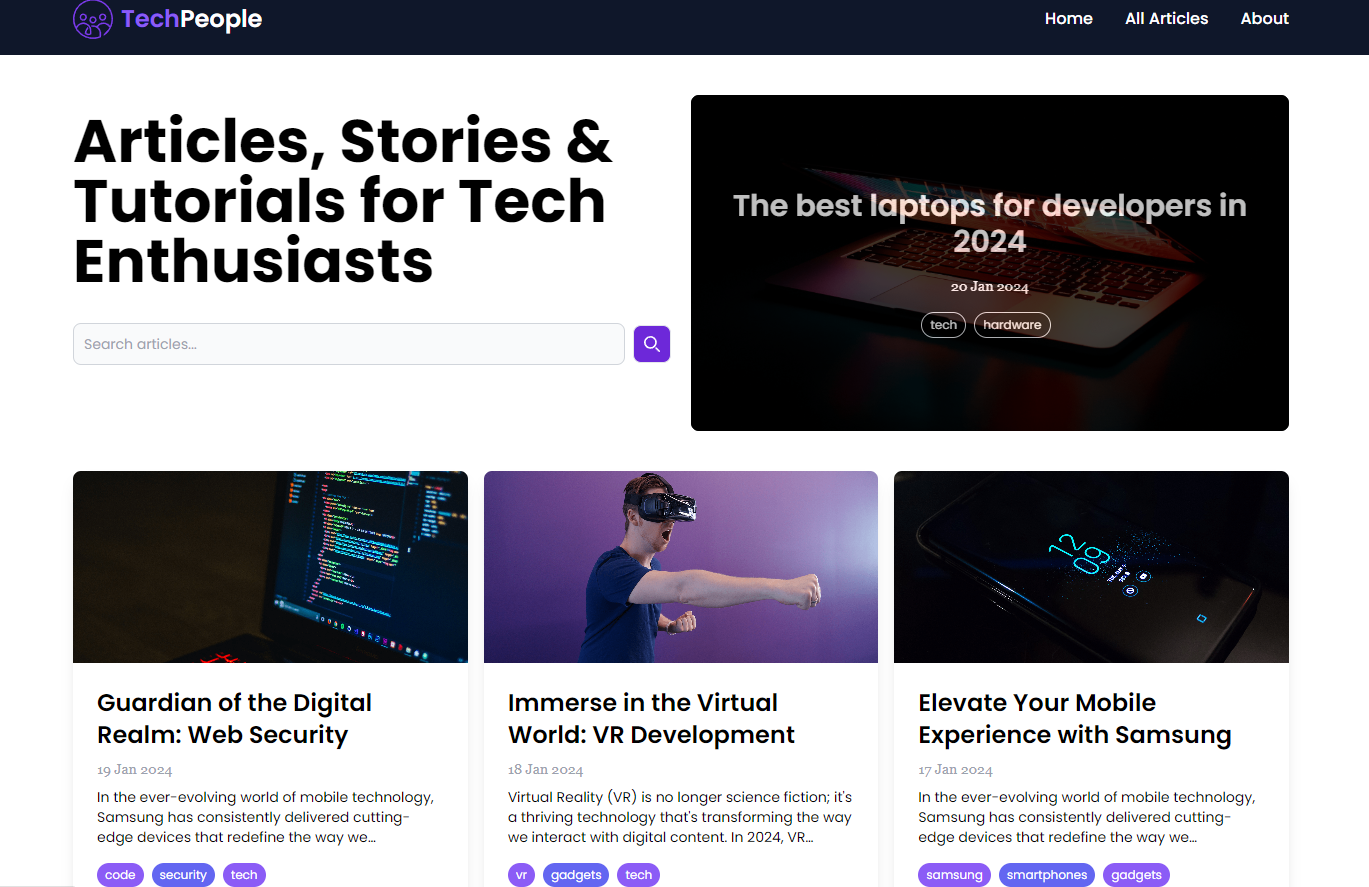 TechPeople
Home
All Articles
About
Articles, Stories &
Tutorials for Tech
Enthusiasts
Search articles...
The best laptops for developers in
2024
20 Jan 2024
tech
hardware
12
09
Guardian of the Digital
Realm: Web Security
19 Jan 2024
In the ever-evolving world of mobile technology,
Samsung has consistently delivered cutting-
edge devices that redefine the way we...
code
security
tech
Immerse in the Virtual
World: VR Development
18 Jan 2024
Virtual Reality (VR) is no longer science fiction; it's
a thriving technology that's transforming the way
we interact with digital content. In 2024, VR...
vr
gadgets
tech
Elevate Your Mobile
Experience with Samsung
17 Jan 2024
In the ever-evolving world of mobile technology,
Samsung has consistently delivered cutting-
edge devices that redefine the way we...
samsung
smartphones
gadgets